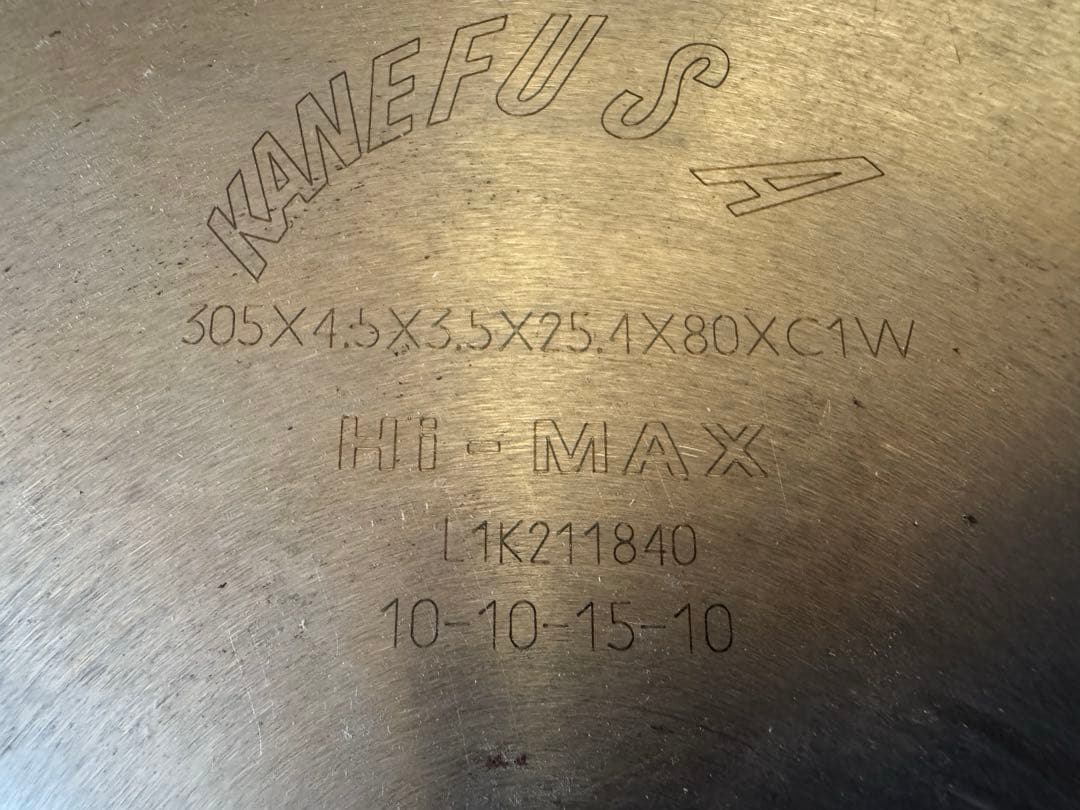 KANEFUSA
305X4.5X3.5X25.4X80XC1W
Hi-MAX
L1K211840
10-10-15-10